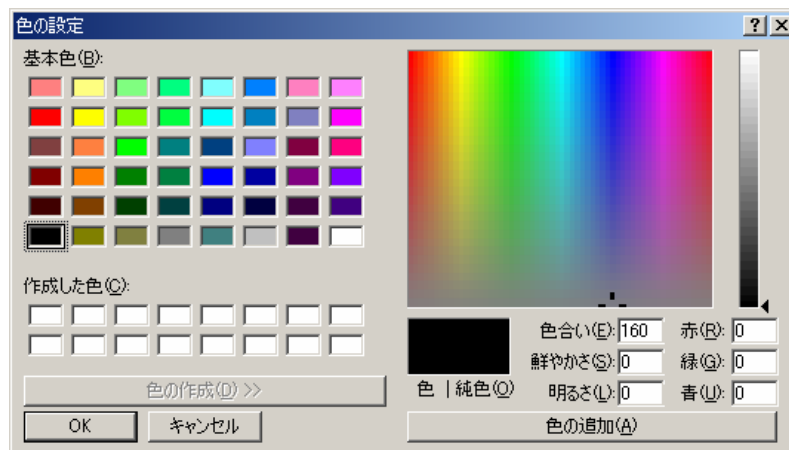 色の設定
基本色(B):
作成した色(C):
色の作成(D) >>
OK キャンセル
色 | 純色(O)
色合い(E): 160 赤(R): 0
鮮やかさ(S): 0 緑(G): 0
明るさ(L): 0 青(U): 0
色の追加(A)